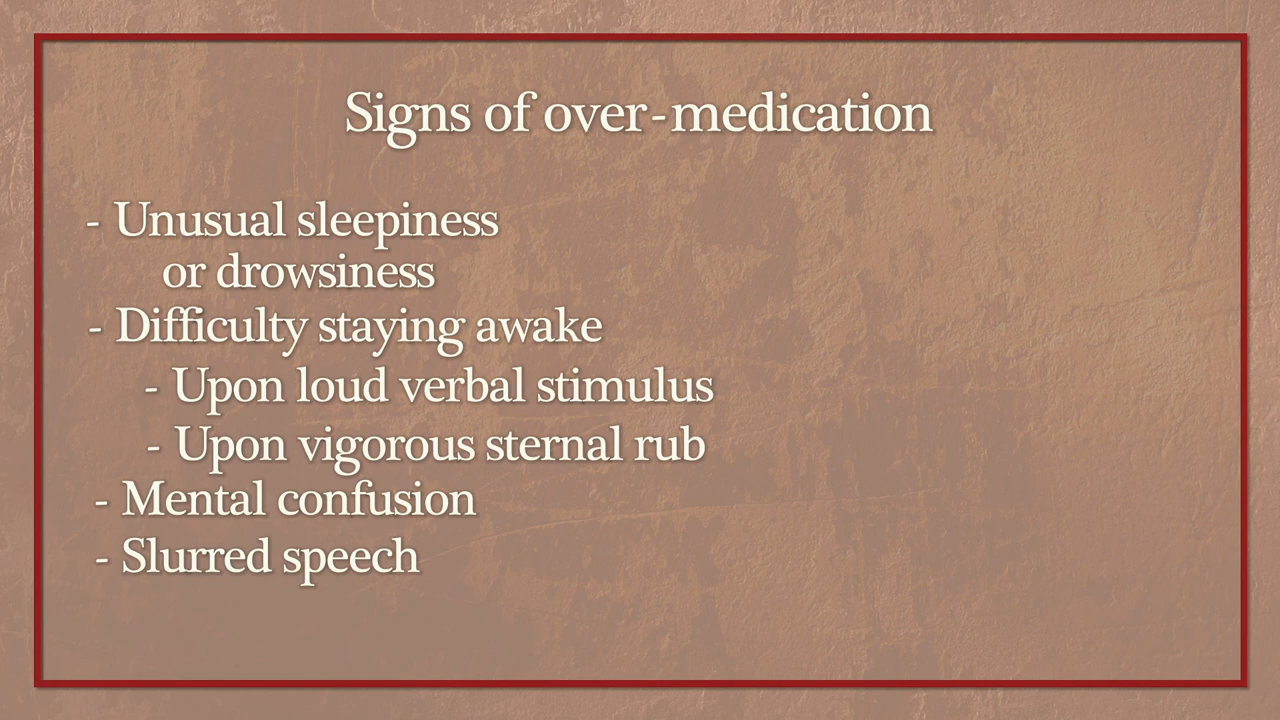 Signs of over-medication
- Unusual sleepiness
or drowsiness
- Difficulty staying awake
- Upon loud verbal stimulus
- Upon vigorous sternal rub
- Mental confusion
- Slurred speech